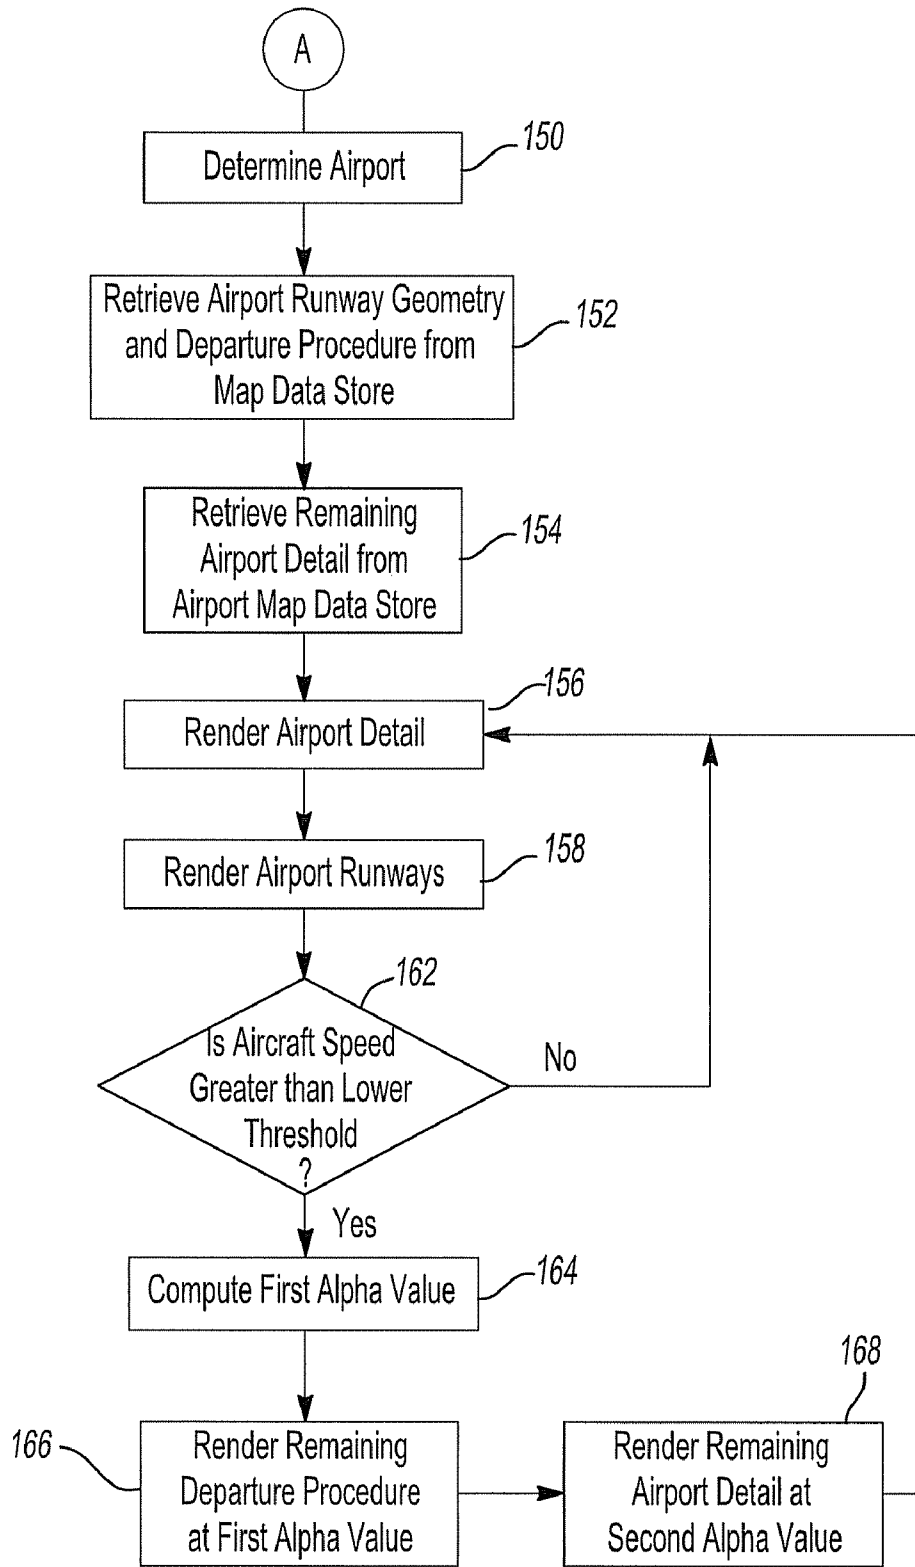 A
150
Determine Airport
152
Retrieve Airport Runway Geometry
and Departure Procedure from
Map Data Store
154
Retrieve Remaining
Airport Detail from
Airport Map Data Store
156
Render Airport Detail
158
Render Airport Runways
162
Is Aircraft Speed
Greater than Lower
Threshold
?
No
Yes
164
Compute First Alpha Value
166
Render Remaining
Departure Procedure
at First Alpha Value
168
Render Remaining
Airport Detail at
Second Alpha Value